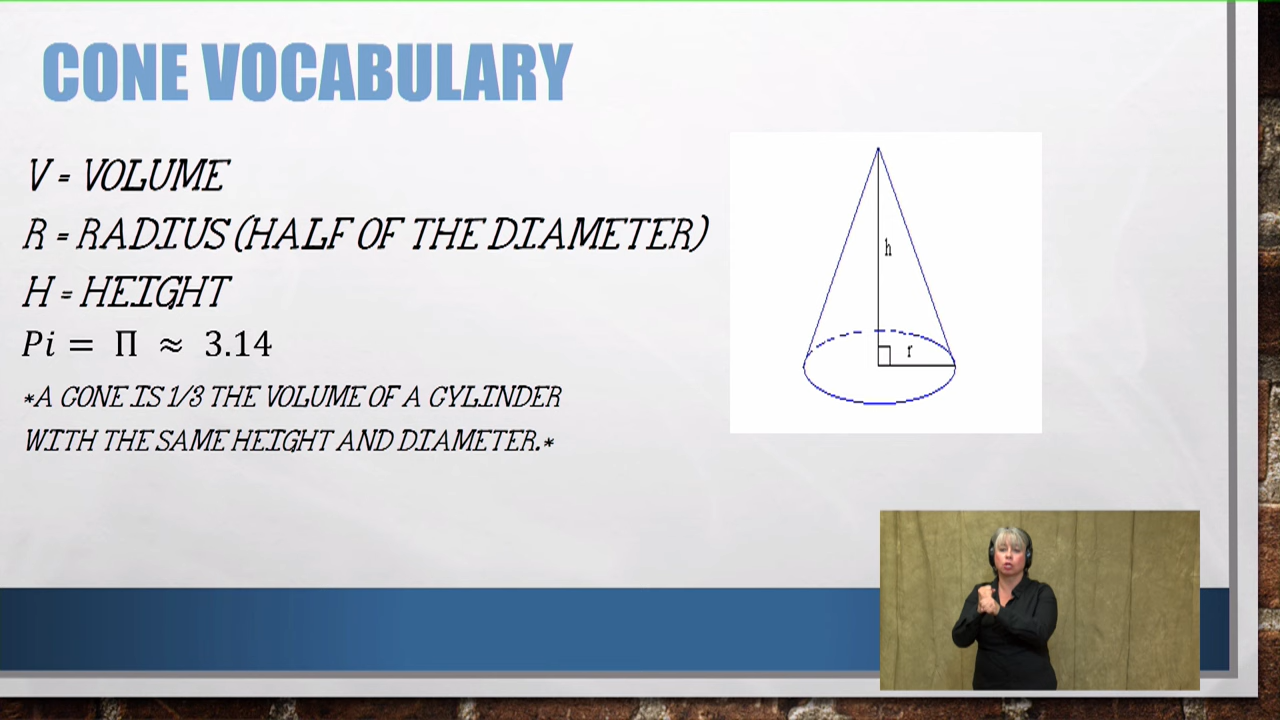 CONE VOCABULARY
V = VOLUME
R = RADIUS (HALF OF THE DIAMETER)
H = HEIGHT
Pi = Π ≈ 3.14
*A CONE IS 1/3 THE VOLUME OF A CYLINDER
WITH THE SAME HEIGHT AND DIAMETER.*
h
r